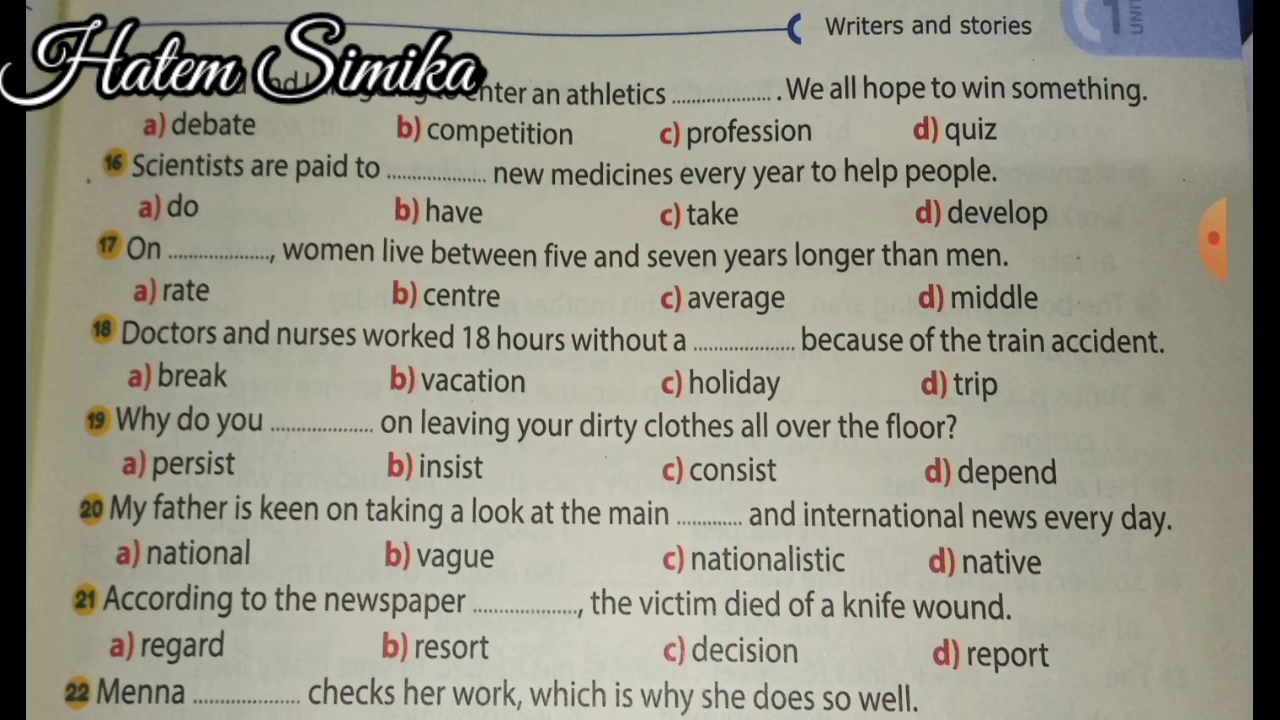 Writers and stories
1
UNIT
Hatem Simika
enter an athletics ................. . We all hope to win something.
a) debate b) competition c) profession d) quiz
16 Scientists are paid to ................. new medicines every year to help people.
a) do b) have c) take d) develop
17 On ................., women live between five and seven years longer than men.
a) rate b) centre c) average d) middle
18 Doctors and nurses worked 18 hours without a ................. because of the train accident.
a) break b) vacation c) holiday d) trip
19 Why do you ................. on leaving your dirty clothes all over the floor?
a) persist b) insist c) consist d) depend
20 My father is keen on taking a look at the main ........... and international news every day.
a) national b) vague c) nationalistic d) native
21 According to the newspaper ................., the victim died of a knife wound.
a) regard b) resort c) decision d) report
22 Menna ................. checks her work, which is why she does so well.